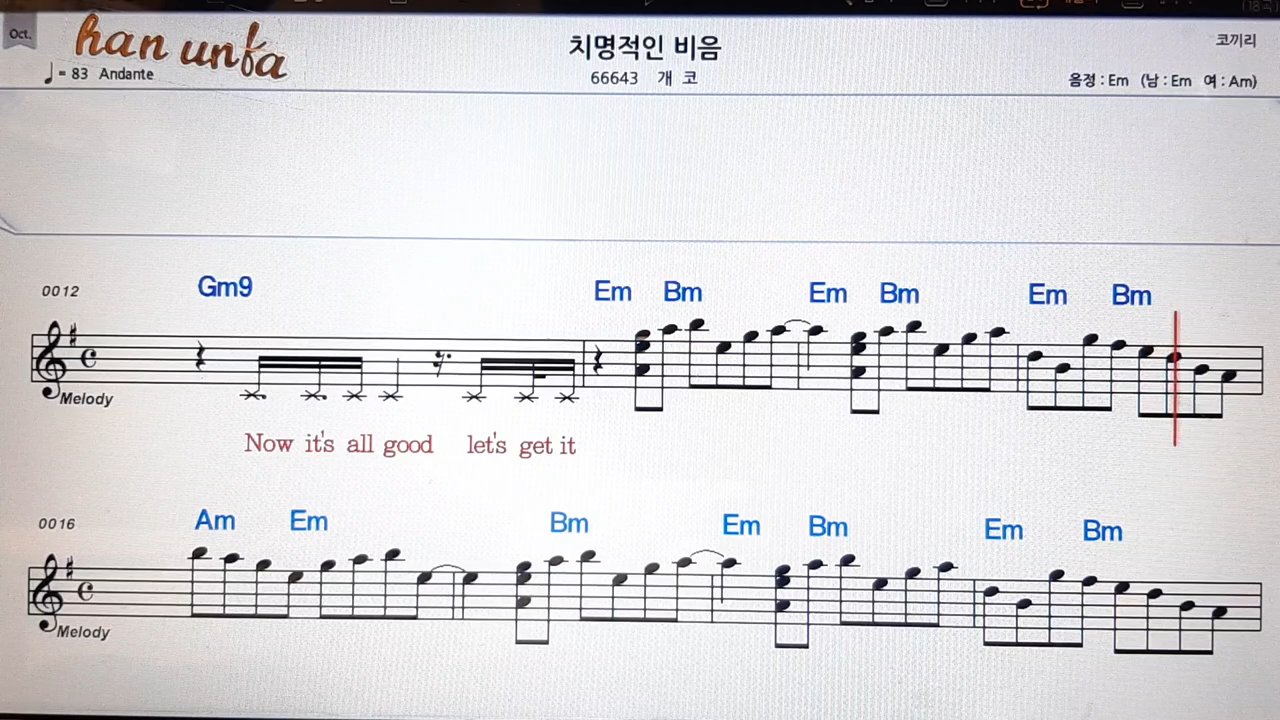 Oct.
han unfa
= 83 Andante
치명적인 비음
66643 개 코
코끼리
음정 : Em (남 : Em 여 : Am)
0012 Gm9 Em Bm Em Bm Em Bm
Melody
Now it's all good let's get it
0016 Am Em Bm Em Bm Em Bm
Melody